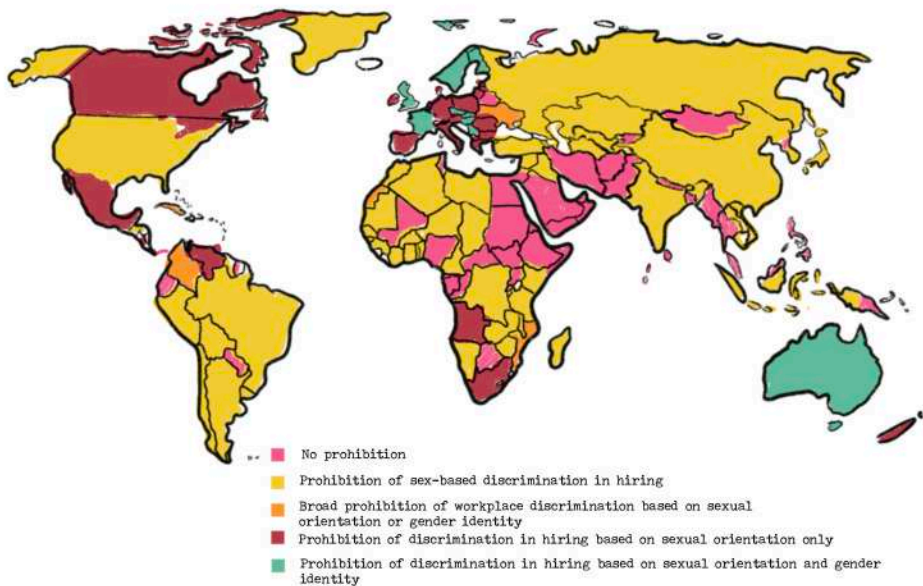 No prohibition
Prohibition of sex-based discrimination in hiring
Broad prohibition of workplace discrimination based on sexual
orientation or gender identity
Prohibition of discrimination in hiring based on sexual orientation only
Prohibition of discrimination in hiring based on sexual orientation and gender
identity